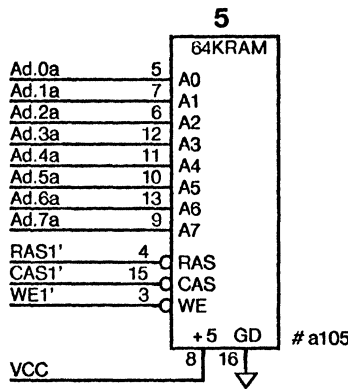 5
64KRAM
Ad.0a 5 A0
Ad.1a 7 A1
Ad.2a 6 A2
Ad.3a 12 A3
Ad.4a 11 A4
Ad.5a 10 A5
Ad.6a 13 A6
Ad.7a 9 A7
RAS1' 4 RAS
CAS1' 15 CAS
WE1' 3 WE
+5 GD #a105
VCC 8 16